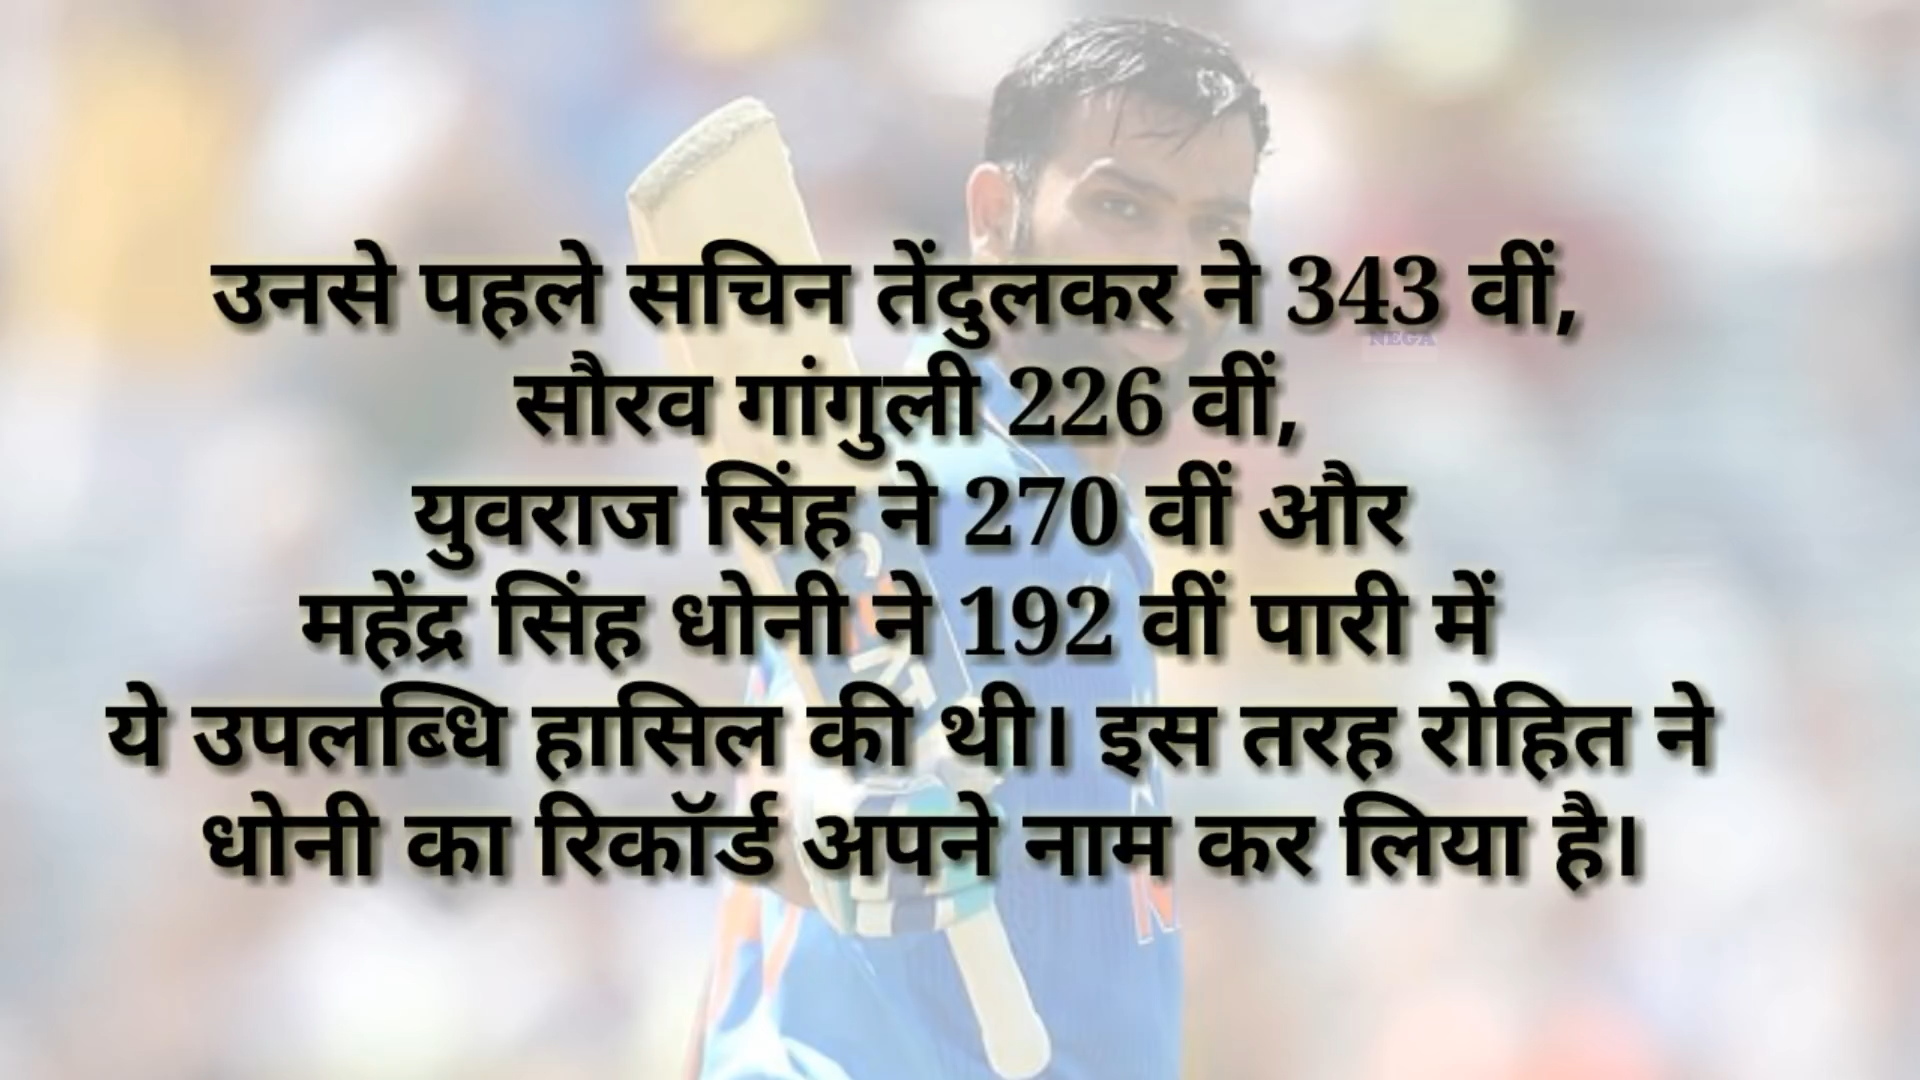 उनसे पहले सचिन तेंदुलकर ने 343 वीं,
NEGA
सौरव गांगुली 226 वीं,
युवराज सिंह ने 270 वीं और
महेंद्र सिंह धोनी ने 192 वीं पारी में
ये उपलब्धि हासिल की थी। इस तरह रोहित ने
धोनी का रिकॉर्ड अपने नाम कर लिया है।